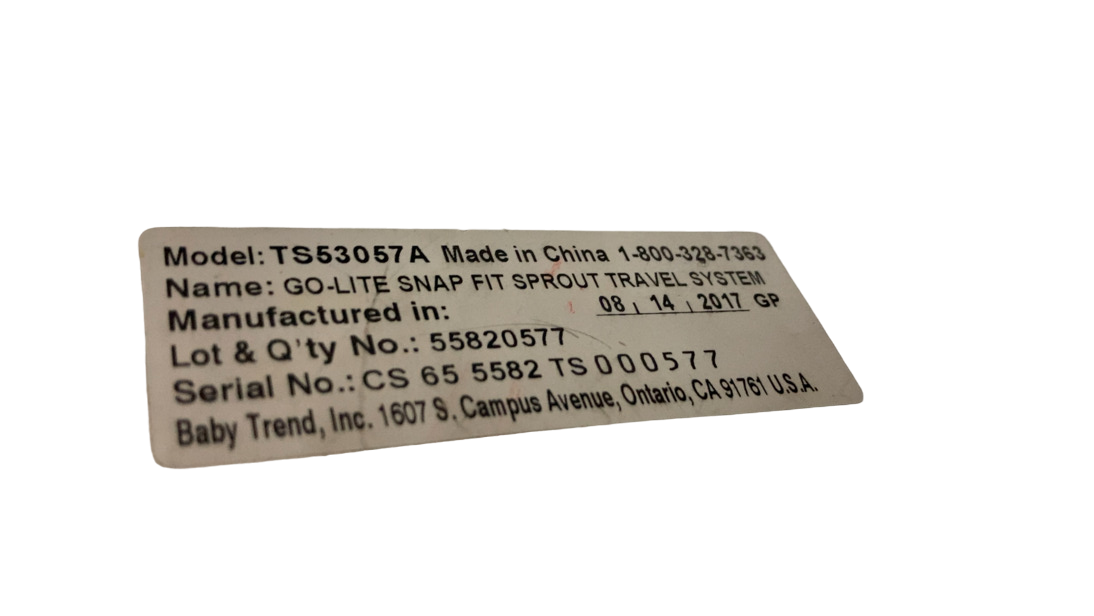 Model: TS53057A Made in China 1-800-328-7363
Name: GO-LITE SNAP FIT SPROUT TRAVEL SYSTEM
Manufactured in: 08 | 14 | 2017 GP
Lot & Q'ty No.: 55820577
Serial No.: CS 65 5582 TS 000577
Baby Trend, Inc. 1607 S. Campus Avenue, Ontario, CA 91761 U.S.A.